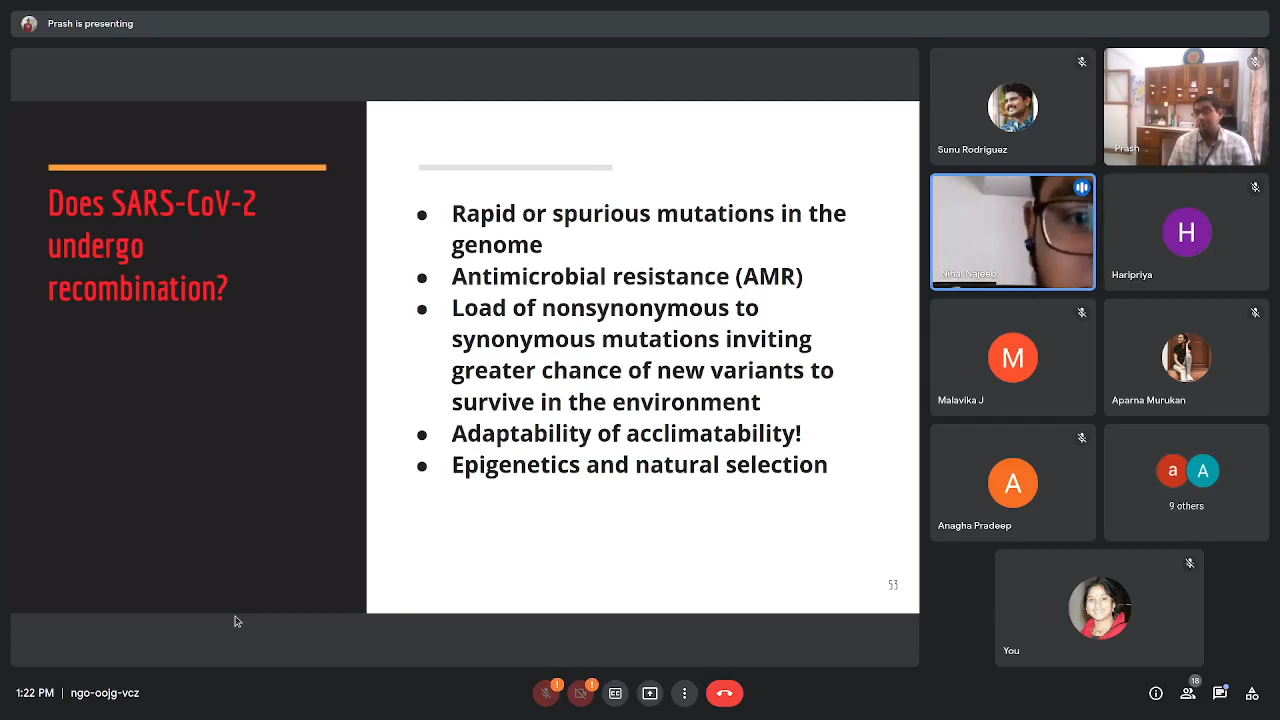 Prash is presenting
Does SARS-CoV-2
undergo
recombination?
● Rapid or spurious mutations in the
genome
● Antimicrobial resistance (AMR)
● Load of nonsynonymous to
synonymous mutations inviting
greater chance of new variants to
survive in the environment
● Adaptability of acclimatability!
● Epigenetics and natural selection
53
Sunu Rodriguez
Prash
Nihal Najeeb
H
Haripriya
M
Malavika J
Aparna Murukan
A
Anagha Pradeep
a A
9 others
You
1:22 PM | ngo-oojg-vcz
! !
18